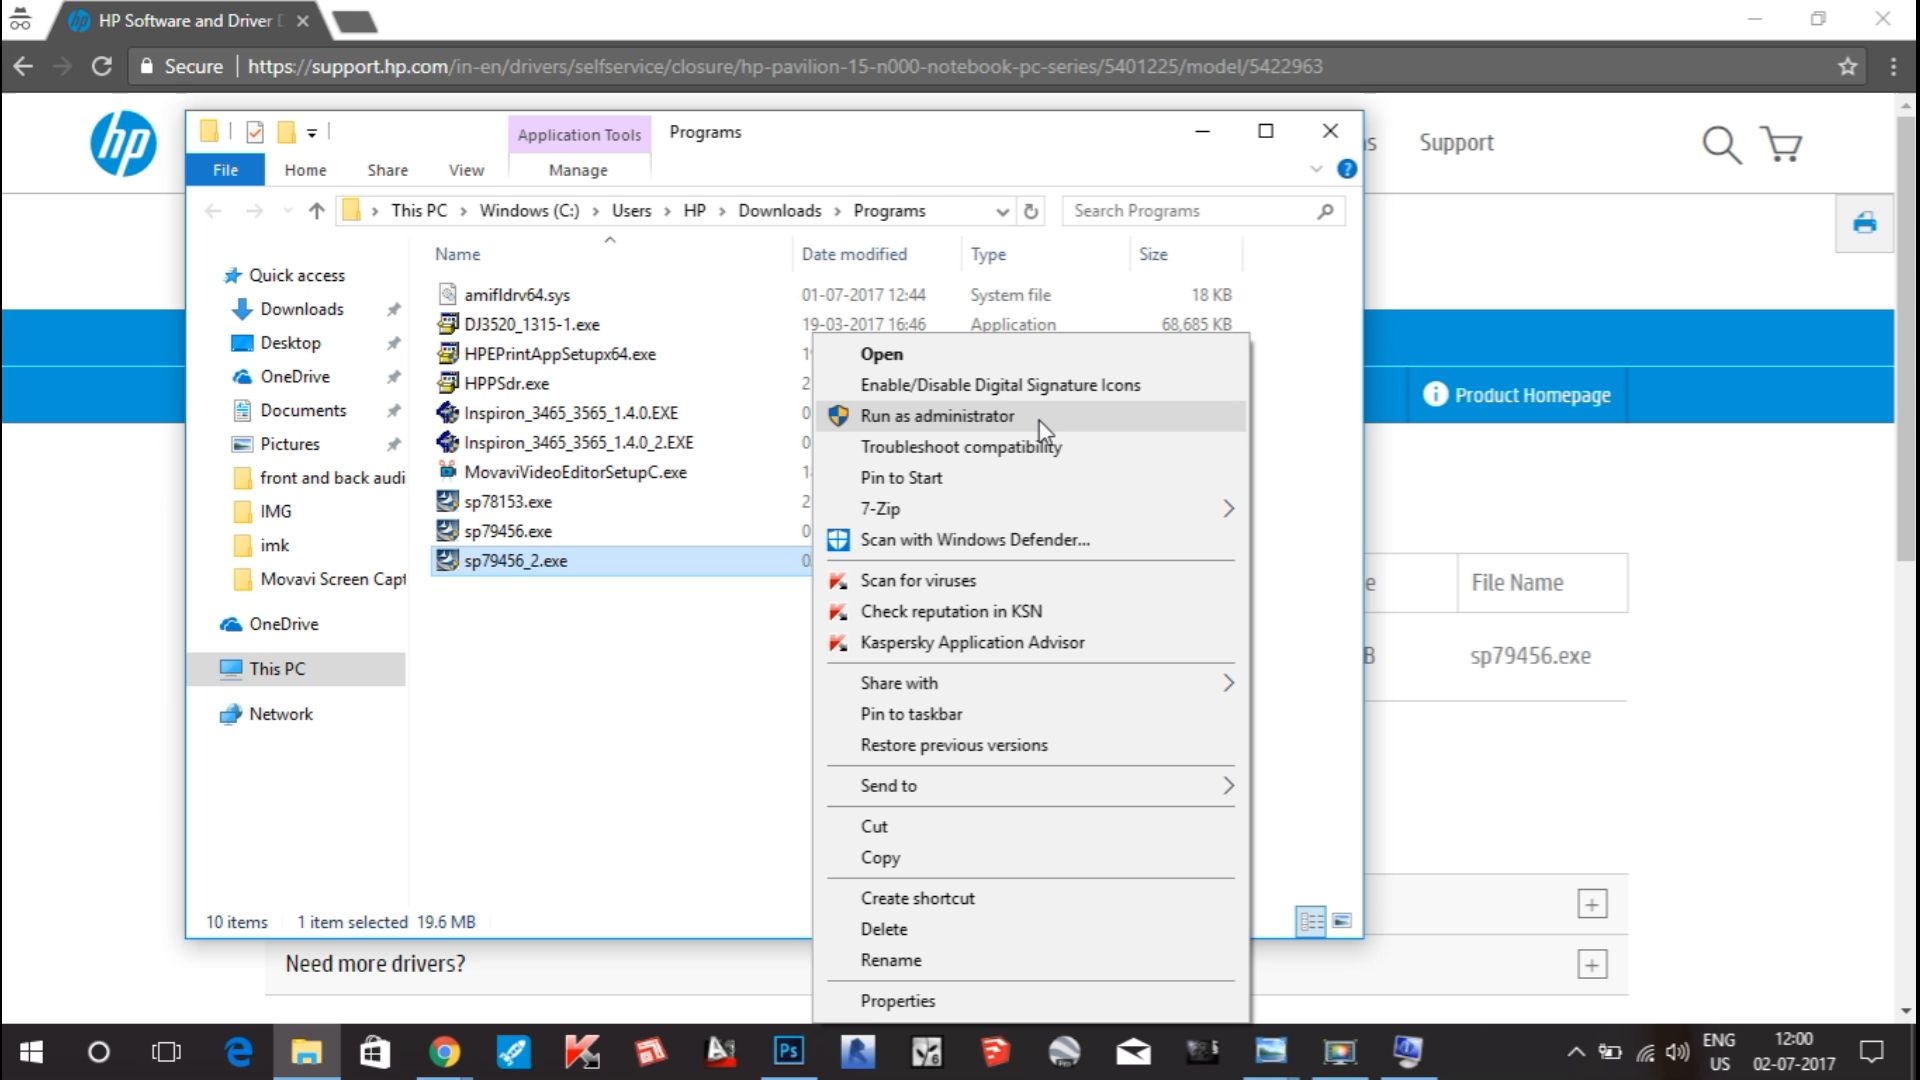 HP Software and Driver D
Secure | https://support.hp.com/in-en/drivers/selfservice/closure/hp-pavilion-15-n000-notebook-pc-series/5401225/model/5422963
hp
Application Tools
Programs
Support
File
Home
Share
View
Manage
This PC > Windows (C:) > Users > HP > Downloads > Programs
Search Programs
Name
Date modified
Type
Size
Quick access
Downloads
Desktop
OneDrive
Documents
Pictures
front and back audi
IMG
imk
Movavi Screen Capt
OneDrive
This PC
Network
amifldrv64.sys 01-07-2017 12:44 System file 18 KB
DJ3520_1315-1.exe 19-03-2017 16:46 Application 68,685 KB
HPEPrintAppSetupx64.exe
HPPSdr.exe
Inspiron_3465_3565_1.4.0.EXE
Inspiron_3465_3565_1.4.0_2.EXE
MovaviVideoEditorSetupC.exe
sp78153.exe
sp79456.exe
sp79456_2.exe
Open
Enable/Disable Digital Signature Icons
Run as administrator
Troubleshoot compatibility
Pin to Start
7-Zip
Scan with Windows Defender...
Scan for viruses
Check reputation in KSN
Kaspersky Application Advisor
Share with
Pin to taskbar
Restore previous versions
Send to
Cut
Copy
Create shortcut
Delete
Rename
Properties
Product Homepage
File Name
sp79456.exe
10 items
1 item selected 19.6 MB
Need more drivers?
Ps
ENG
US
12:00
02-07-2017